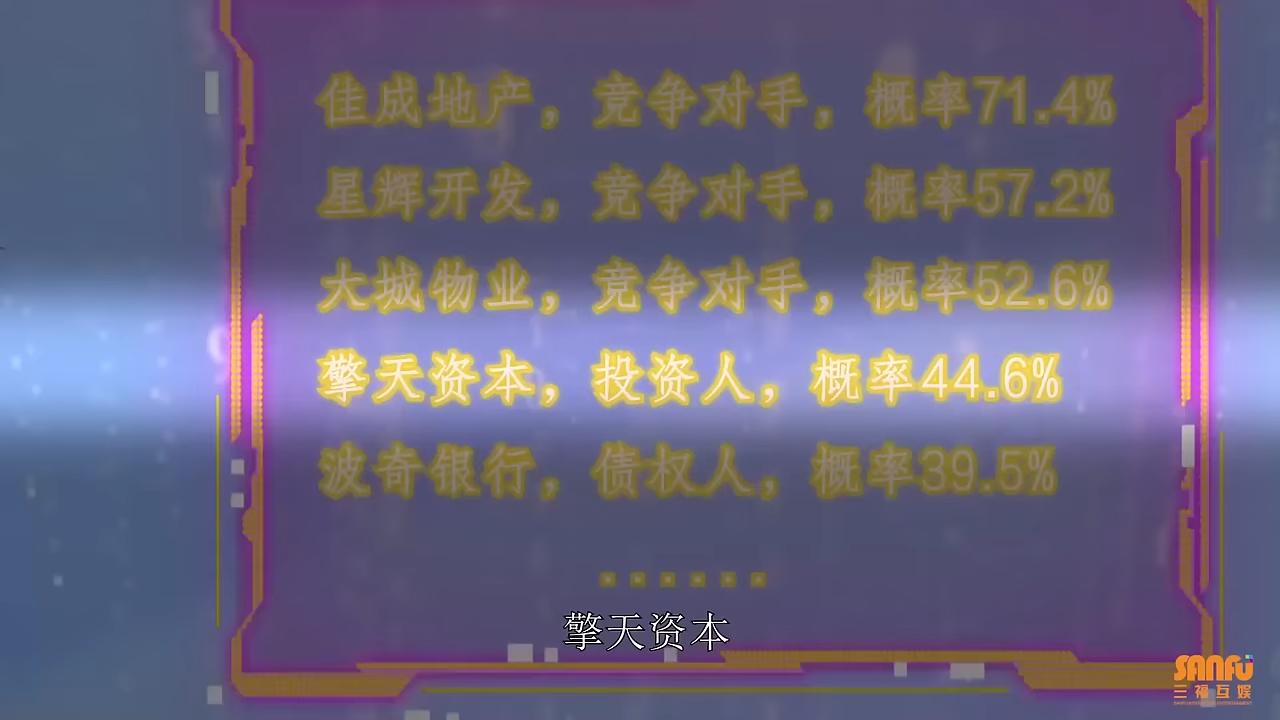 佳成地产，竞争对手，概率71.4%
星辉开发，竞争对手，概率57.2%
大城物业，竞争对手，概率52.6%
擎天资本，投资人，概率44.6%
波奇银行，债权人，概率39.5%
......
擎天资本
SANFU
三福互娱